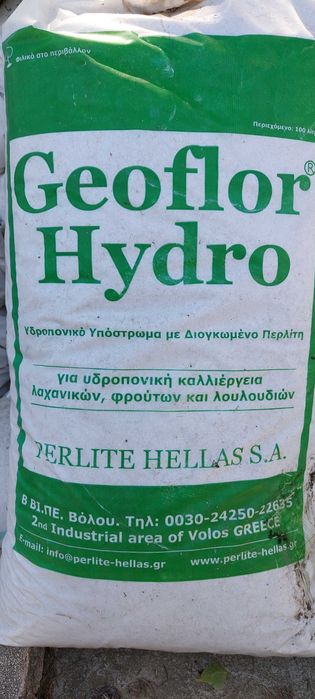 Φιλικό στο περιβάλλον
Περιεχόμενο: 100
Geoflor®
Hydro
Υδροπονικό Υπόστρωμα με Διογκωμένο Περλίτη
για υδροπονική καλλιέργεια
λαχανικών, φρούτων και λουλουδιών
PERLITE HELLAS S.A.
Β ΒΙ.ΠΕ. Βόλου. Τηλ: 0030-24250-22635
2nd Industrial area of Volos GREECE
E-mail: info@perlite-hellas.gr www.perlite-hellas.gr